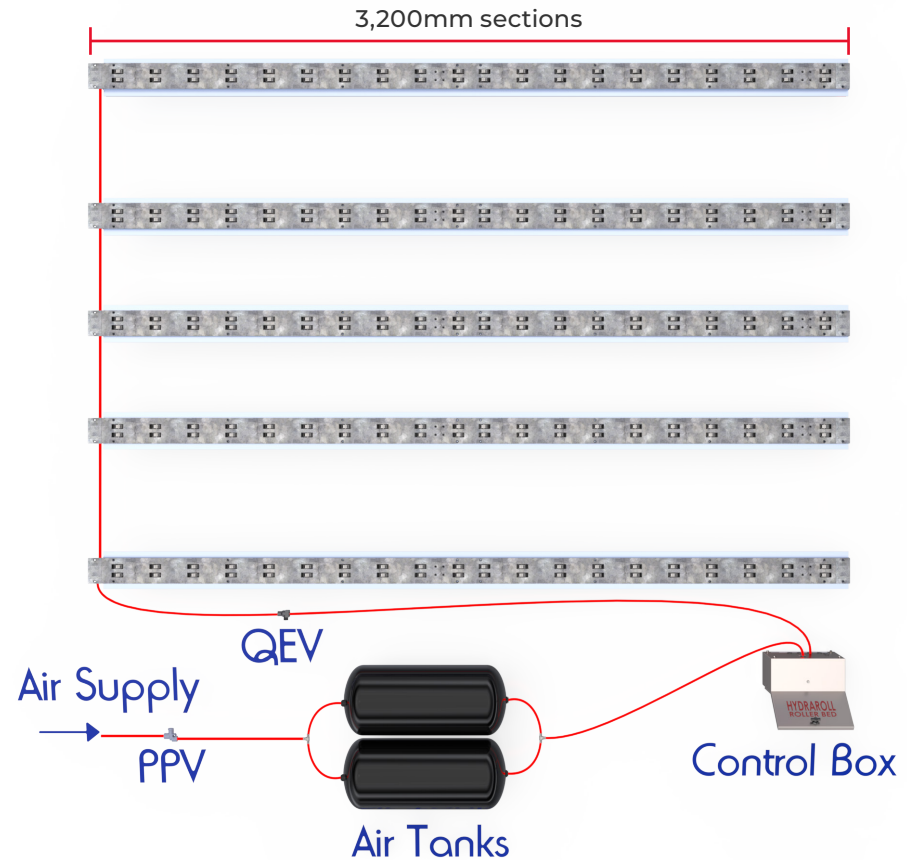 3,200mm sections
QEV
Air Supply
PPV
HYDRAROLL
ROLLER BED
Control Box
Air Tanks